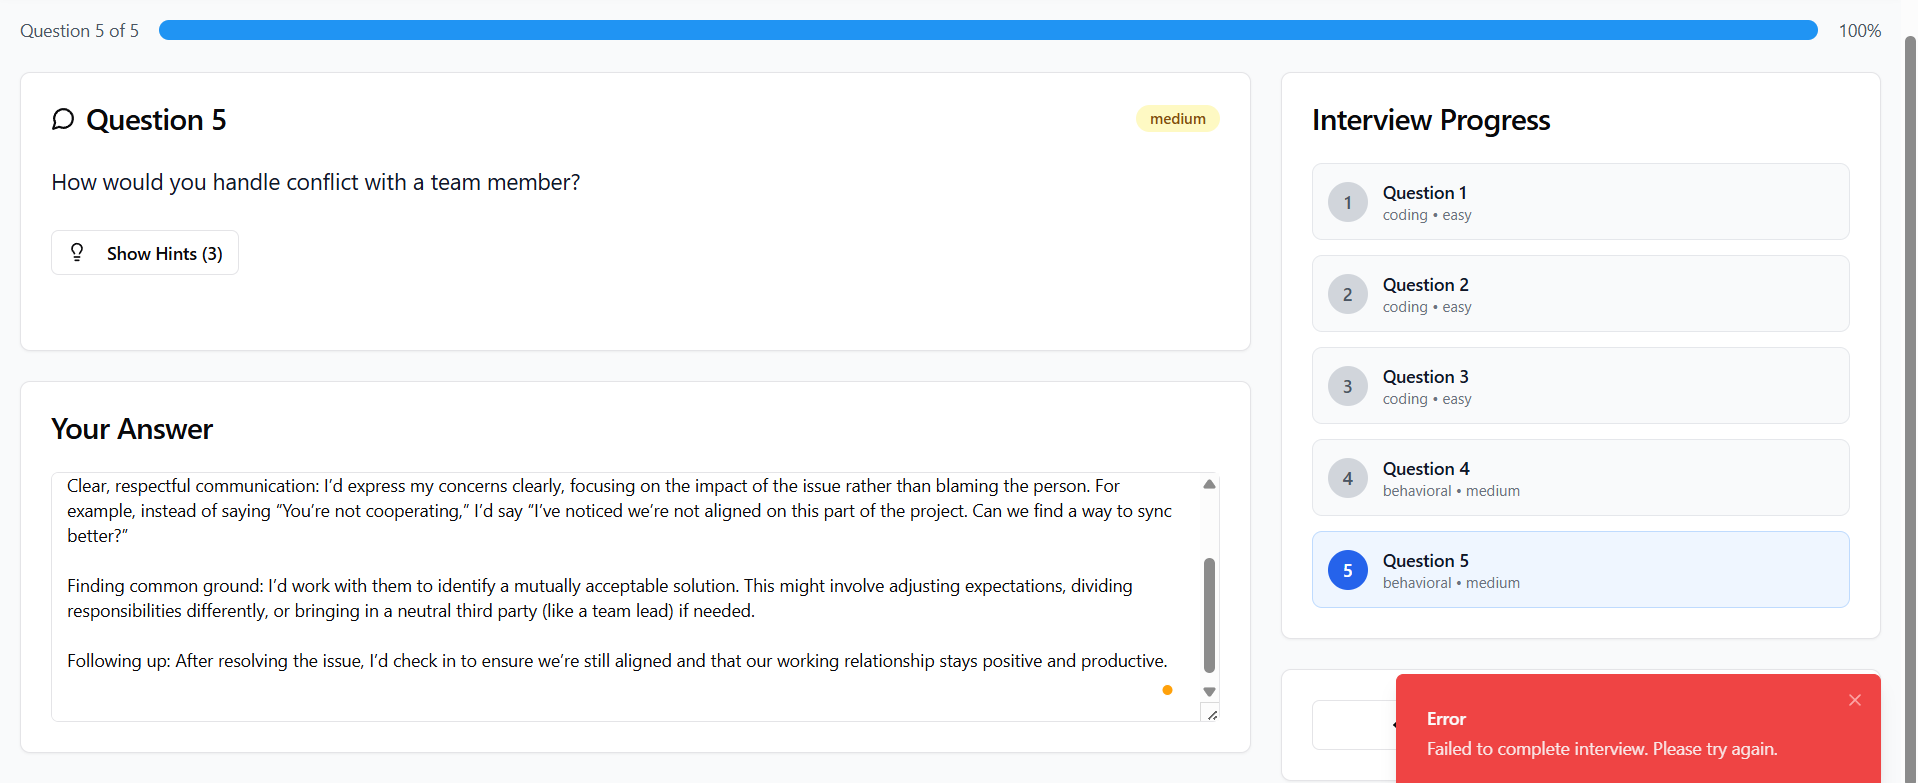 Question 5 of 5
100%
Question 5
medium
How would you handle conflict with a team member?
Show Hints (3)
Your Answer
Clear, respectful communication: I’d express my concerns clearly, focusing on the impact of the issue rather than blaming the person. For
example, instead of saying “You’re not cooperating,” I’d say “I’ve noticed we’re not aligned on this part of the project. Can we find a way to sync
better?”
Finding common ground: I’d work with them to identify a mutually acceptable solution. This might involve adjusting expectations, dividing
responsibilities differently, or bringing in a neutral third party (like a team lead) if needed.
Following up: After resolving the issue, I’d check in to ensure we’re still aligned and that our working relationship stays positive and productive.
Interview Progress
1
Question 1
coding • easy
2
Question 2
coding • easy
3
Question 3
coding • easy
4
Question 4
behavioral • medium
5
Question 5
behavioral • medium
Error
Failed to complete interview. Please try again.